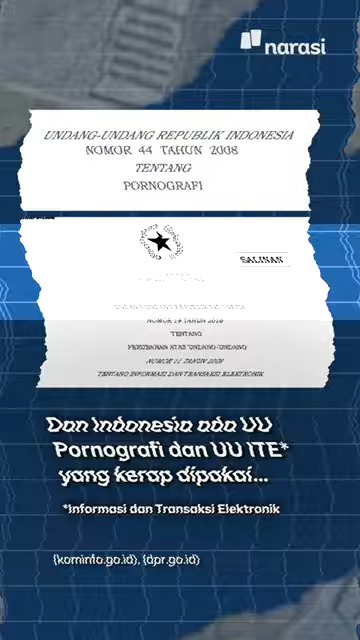 narasi
UNDANG-UNDANG REPUBLIK INDONESIA
NOMOR 44 TAHUN 2008
TENTANG
PORNOGRAFI
SALINAN
NOMOR 19 TAHUN 2016
TENTANG
PERUBAHAN ATAS UNDANG-UNDANG
NOMOR 11 TAHUN 2008
TENTANG INFORMASI DAN TRANSAKSI ELEKTRONIK
Dan Indonesia ada UU
Pornografi dan UU ITE*
yang kerap dipakai...
*Informasi dan Transaksi Elektronik
(kominfo.go.id), (dpr.go.id)